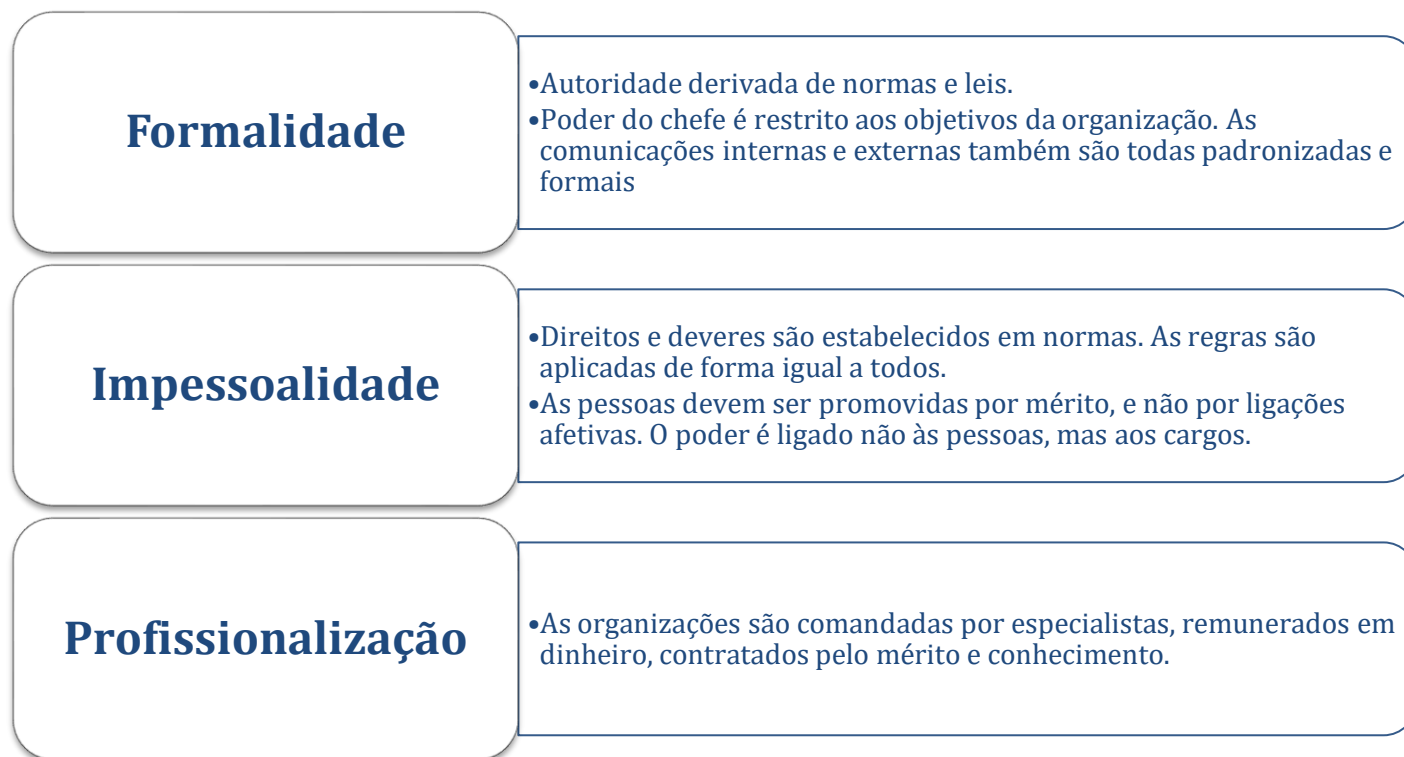 Formalidade
•Autoridade derivada de normas e leis.
•Poder do chefe é restrito aos objetivos da organização. As
comunicações internas e externas também são todas padronizadas e
formais
Impessoalidade
•Direitos e deveres são estabelecidos em normas. As regras são
aplicadas de forma igual a todos.
•As pessoas devem ser promovidas por mérito, e não por ligações
afetivas. O poder é ligado não às pessoas, mas aos cargos.
Profissionalização
•As organizações são comandadas por especialistas, remunerados em
dinheiro, contratados pelo mérito e conhecimento.